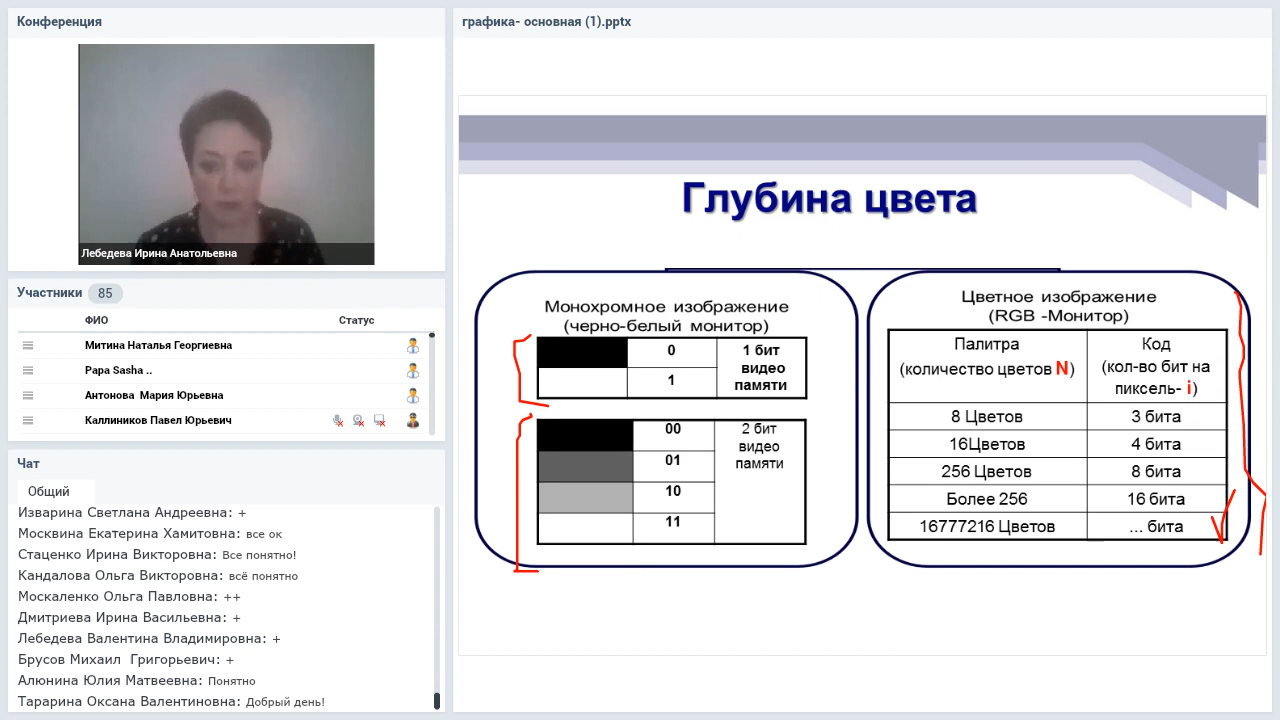 Конференция
Лебедева Ирина Анатольевна
Участники 85
ФИО Статус
Митина Наталья Георгиевна
Papa Sasha ..
Антонова Мария Юрьевна
Каллиников Павел Юрьевич
Чат
Общий
Изварина Светлана Андреевна: +
Москвина Екатерина Хамитовна: все ок
Стаценко Ирина Викторовна: Все понятно!
Кандалова Ольга Викторовна: всё понятно
Москаленко Ольга Павловна: ++
Дмитриева Ирина Васильевна: +
Лебедева Валентина Владимировна: +
Брусов Михаил Григорьевич: +
Алюнина Юлия Матвеевна: Понятно
Тарарина Оксана Валентиновна: Добрый день!
графика- основная (1).pptx
Глубина цвета
Монохромное изображение
(черно-белый монитор)
0
1
1 бит
видео
памяти
00
01
10
11
2 бит
видео
памяти
Цветное изображение
(RGB -Монитор)
Палитра
(количество цветов N)
Код
(кол-во бит на
пиксель- i)
8 Цветов 3 бита
16Цветов 4 бита
256 Цветов 8 бита
Более 256 16 бита
16777216 Цветов ... бита